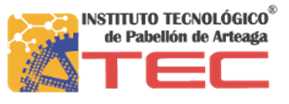 INSTITUTO TECNOLÓGICO®
de Pabellón de Arteaga
TEC